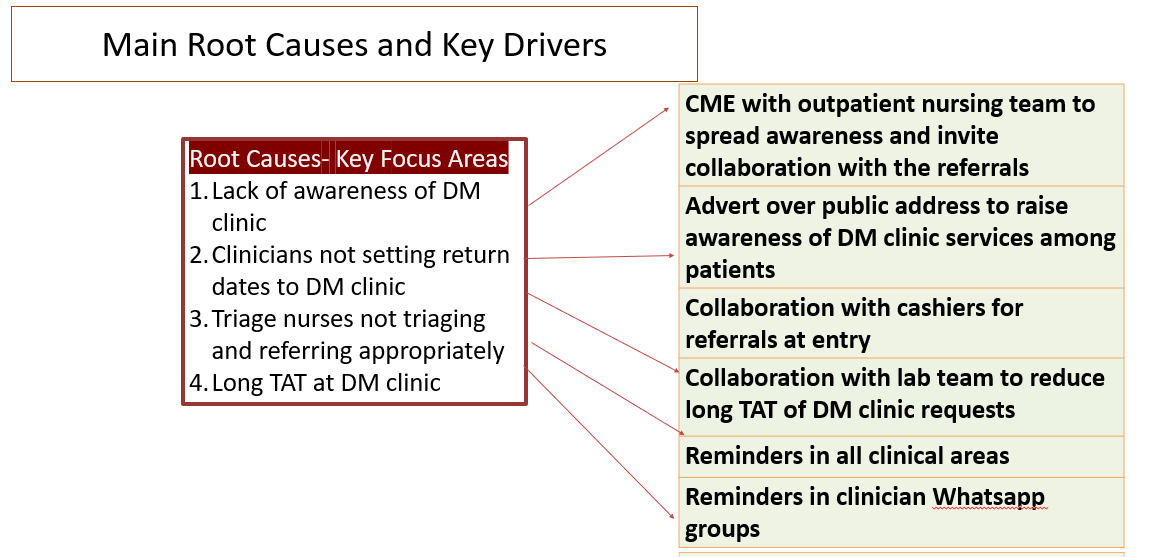 Main Root Causes and Key Drivers
Root Causes- Key Focus Areas
1. Lack of awareness of DM
clinic
2. Clinicians not setting return
dates to DM clinic
3. Triage nurses not triaging
and referring appropriately
4. Long TAT at DM clinic
CME with outpatient nursing team to
spread awareness and invite
collaboration with the referrals
Advert over public address to raise
awareness of DM clinic services among
patients
Collaboration with cashiers for
referrals at entry
Collaboration with lab team to reduce
long TAT of DM clinic requests
Reminders in all clinical areas
Reminders in clinician Whatsapp
groups